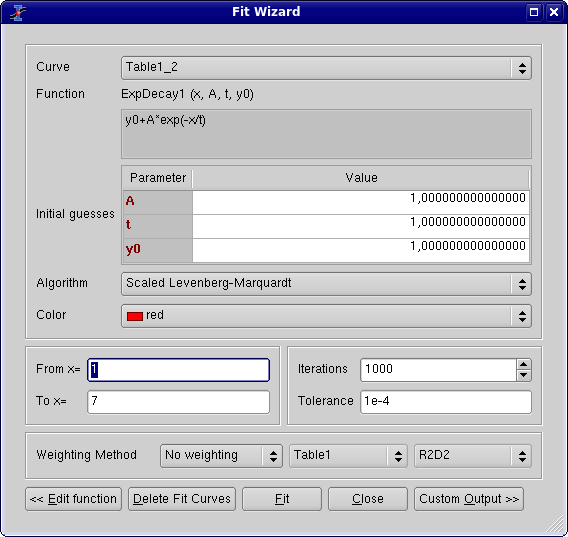 Fit Wizard
Curve Table1_2
Function ExpDecay1 (x, A, t, y0)
y0+A*exp(-x/t)
Parameter Value
Initial guesses
A 1,000000000000000
t 1,000000000000000
y0 1,000000000000000
Algorithm Scaled Levenberg-Marquardt
Color red
From x= 1 Iterations 1000
To x= 7 Tolerance 1e-4
Weighting Method No weighting Table1 R2D2
<< Edit function Delete Fit Curves Fit Close Custom Output >>